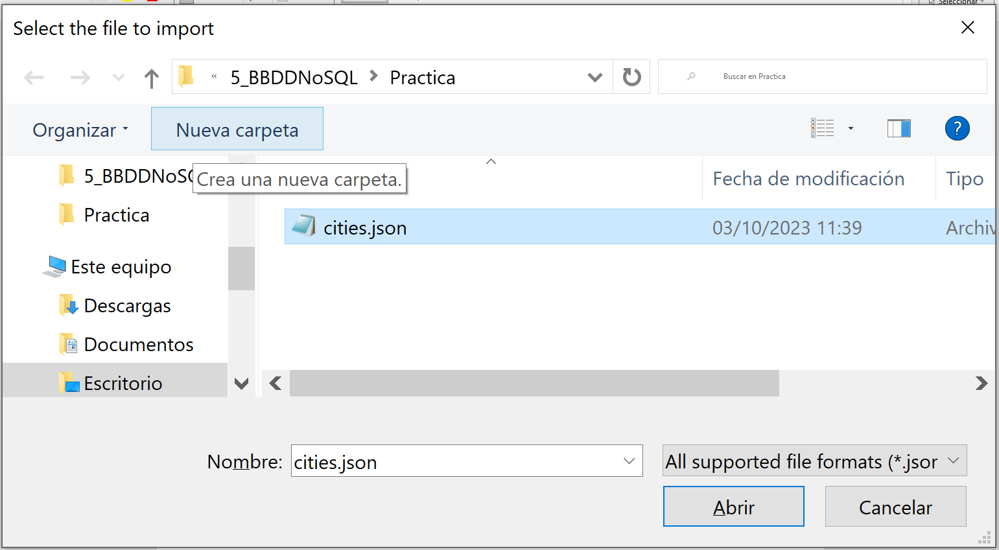 Seleccionar
Select the file to import
« 5_BBDDNoSQL > Practica
Buscar en Practica
Organizar
Nueva carpeta
?
5_BBDDNoS
Crea una nueva carpeta.
Fecha de modificación
Tipo
Practica
cities.json
03/10/2023 11:39
Archiv
Este equipo
Descargas
Documentos
Escritorio
Nombre:
cities.json
All supported file formats (*.jsor
Abrir
Cancelar